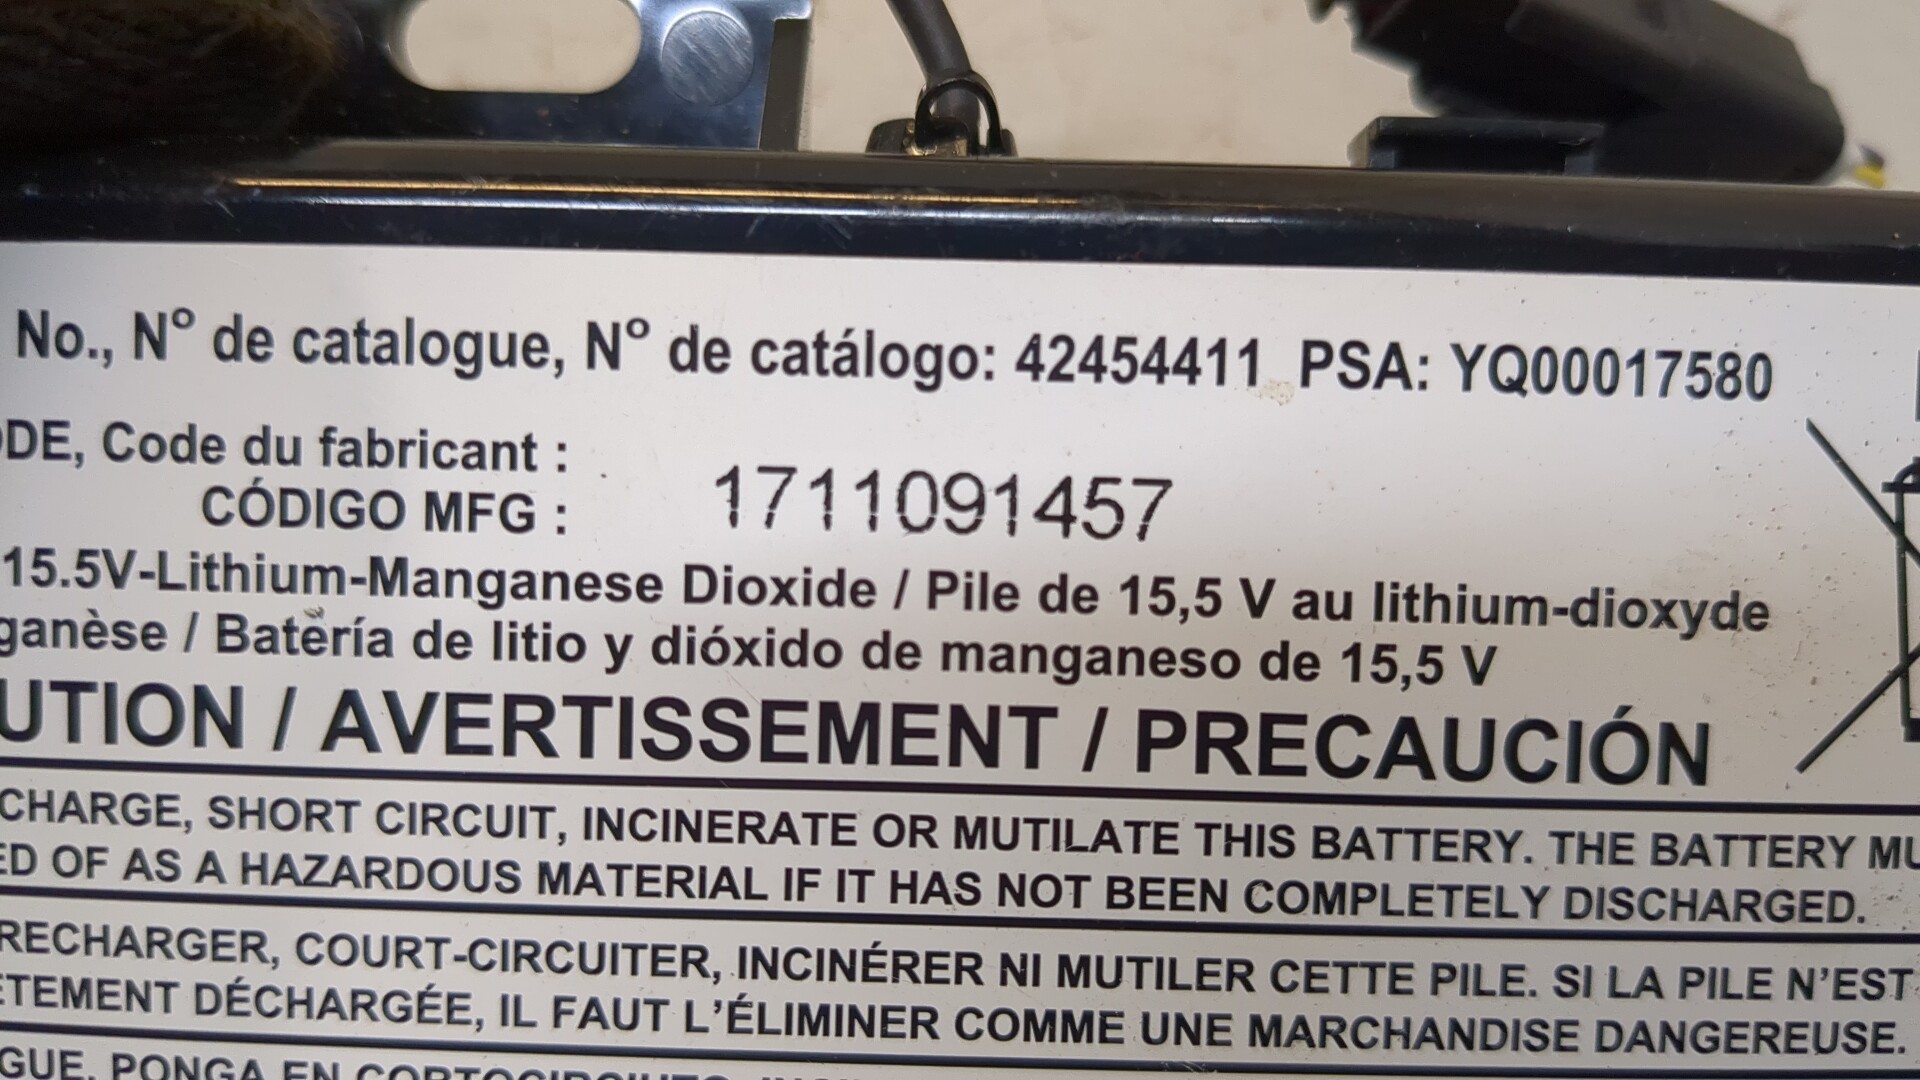 No., N° de catalogue, N° de catálogo: 42454411 PSA: YQ00017580
DE, Code du fabricant :
CÓDIGO MFG :
1711091457
15.5V-Lithium-Manganese Dioxide / Pile de 15,5 V au lithium-dioxyde
ganèse / Batería de litio y dióxido de manganeso de 15,5 V
UTION / AVERTISSEMENT / PRECAUCIÓN
CHARGE, SHORT CIRCUIT, INCINERATE OR MUTILATE THIS BATTERY. THE BATTERY MU
ED OF AS A HAZARDOUS MATERIAL IF IT HAS NOT BEEN COMPLETELY DISCHARGED.
RECHARGER, COURT-CIRCUITER, INCINÉRER NI MUTILER CETTE PILE. SI LA PILE N'EST
ÈTEMENT DÉCHARGÉE, IL FAUT L'ÉLIMINER COMME UNE MARCHANDISE DANGEREUSE.
GUE, PONGA EN CORTOCIRCUITO,